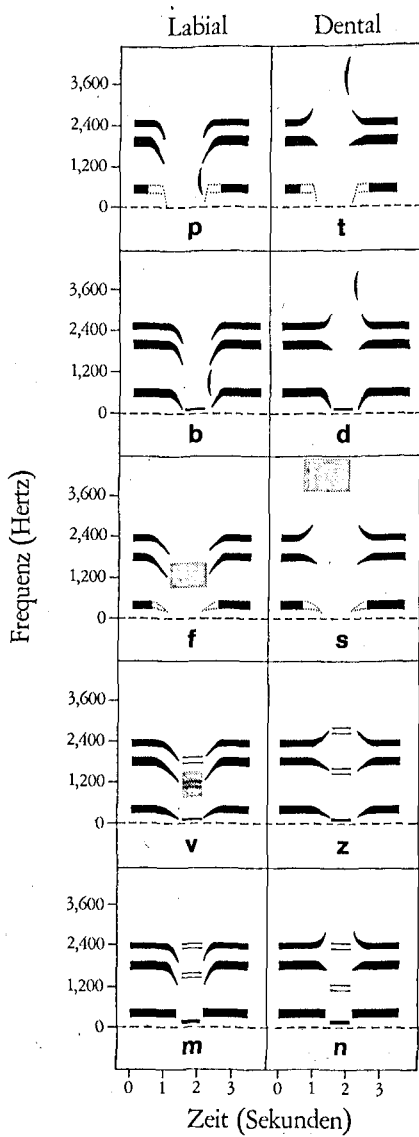 Labial Dental
3,600
2,400
1,200
0
p t
3,600
2,400
1,200
0
b d
3,600
2,400
1,200
0
f s
3,600
2,400
1,200
0
v z
3,600
2,400
1,200
0
m n
0 1 2 3 0 1 2 3
Zeit (Sekunden)
Frequenz (Hertz)